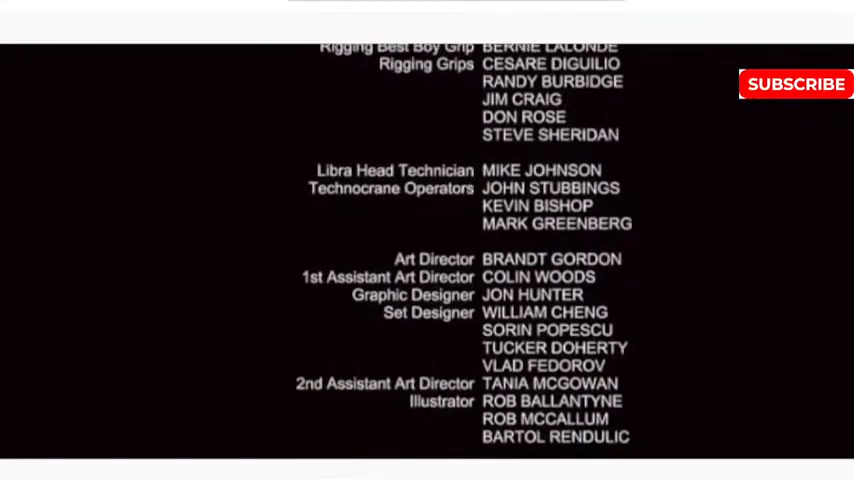 Rigging Best Boy Grip BERNIE LALONDE
Rigging Grips CESARE DIGUILIO
RANDY BURBIDGE
SUBSCRIBE
JIM CRAIG
DON ROSE
STEVE SHERIDAN
Libra Head Technician MIKE JOHNSON
Technocrane Operators JOHN STUBBINGS
KEVIN BISHOP
MARK GREENBERG
Art Director BRANDT GORDON
1st Assistant Art Director COLIN WOODS
Graphic Designer JON HUNTER
Set Designer WILLIAM CHENG
SORIN POPESCU
TUCKER DOHERTY
VLAD FEDOROV
2nd Assistant Art Director TANIA MCGOWAN
Illustrator ROB BALLANTYNE
ROB MCCALLUM
BARTOL RENDULIC